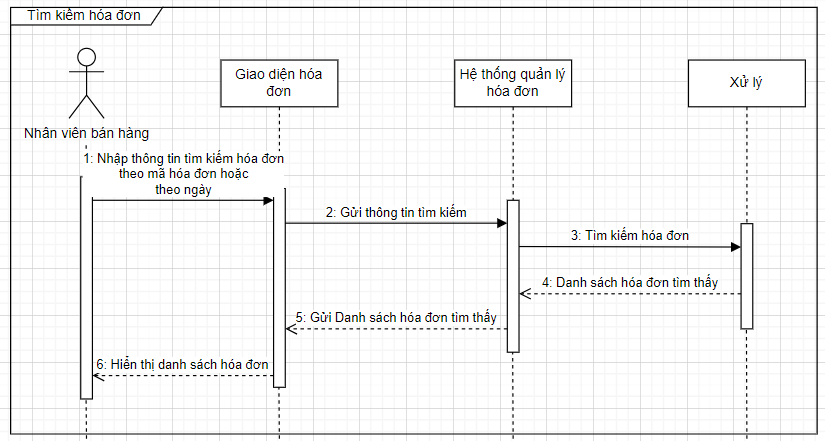 Tìm kiếm hóa đơn
Giao diện hóa
đơn
Hệ thống quản lý
hóa đơn
Xử lý
Nhân viên bán hàng
1: Nhập thông tin tìm kiếm hóa đơn
theo mã hóa đơn hoặc
theo ngày
2: Gửi thông tin tìm kiếm
3: Tìm kiếm hóa đơn
4: Danh sách hóa đơn tìm thấy
5: Gửi Danh sách hóa đơn tìm thấy
6: Hiển thị danh sách hóa đơn